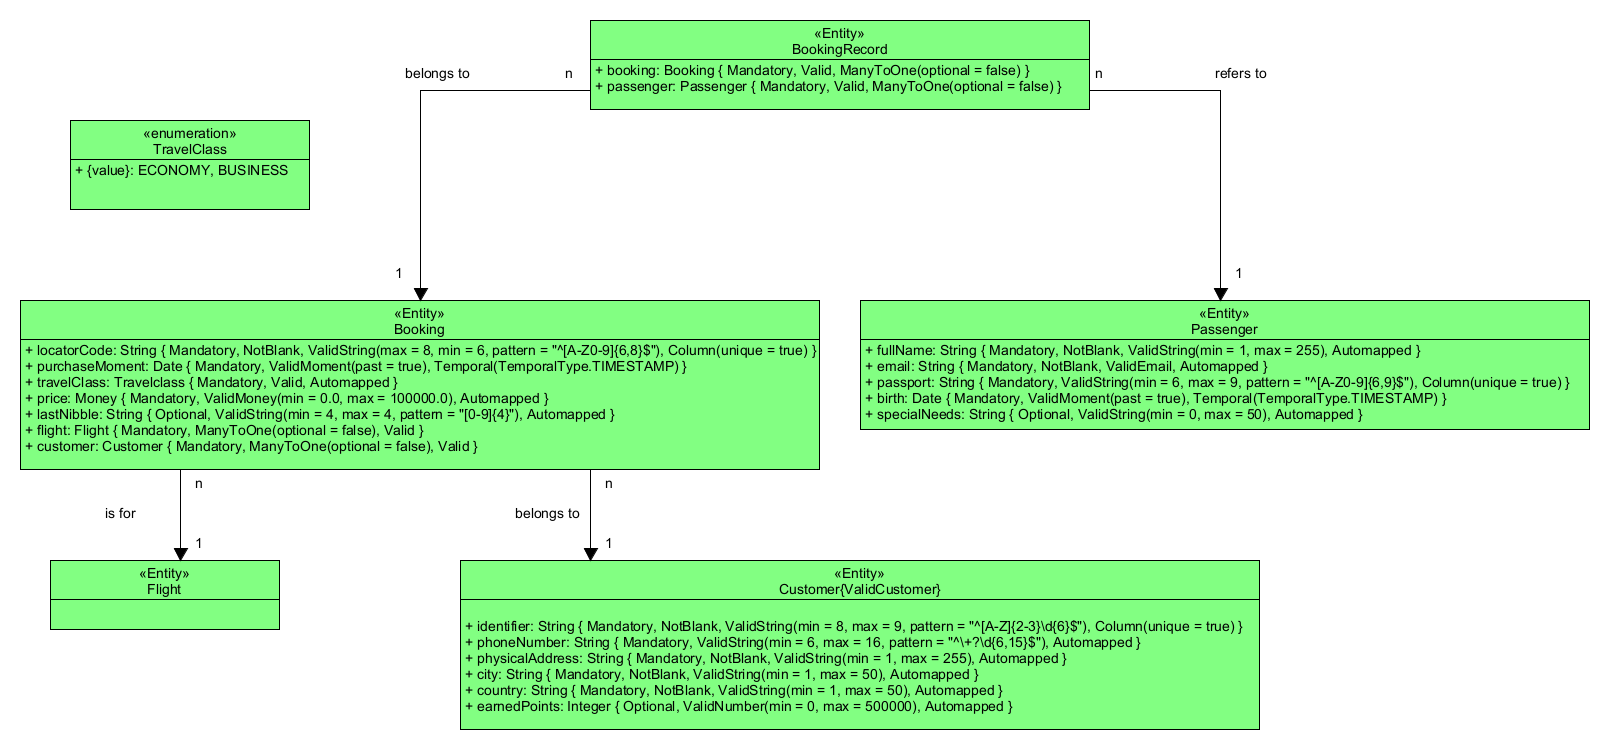 «Entity»
BookingRecord
+ booking: Booking { Mandatory, Valid, ManyToOne(optional = false) }
+ passenger: Passenger { Mandatory, Valid, ManyToOne(optional = false) }
belongs to
n
n
refers to
«enumeration»
TravelClass
+ {value}: ECONOMY, BUSINESS
1
1
«Entity»
Booking
+ locatorCode: String { Mandatory, NotBlank, ValidString(max = 8, min = 6, pattern = "^[A-Z0-9]{6,8}$"), Column(unique = true) }
+ purchaseMoment: Date { Mandatory, ValidMoment(past = true), Temporal(TemporalType.TIMESTAMP) }
+ travelClass: Travelclass { Mandatory, Valid, Automapped }
+ price: Money { Mandatory, ValidMoney(min = 0.0, max = 100000.0), Automapped }
+ lastNibble: String { Optional, ValidString(min = 4, max = 4, pattern = "[0-9]{4}"), Automapped }
+ flight: Flight { Mandatory, ManyToOne(optional = false), Valid }
+ customer: Customer { Mandatory, ManyToOne(optional = false), Valid }
«Entity»
Passenger
+ fullName: String { Mandatory, NotBlank, ValidString(min = 1, max = 255), Automapped }
+ email: String { Mandatory, NotBlank, ValidEmail, Automapped }
+ passport: String { Mandatory, ValidString(min = 6, max = 9, pattern = "^[A-Z0-9]{6,9}$"), Column(unique = true) }
+ birth: Date { Mandatory, ValidMoment(past = true), Temporal(TemporalType.TIMESTAMP) }
+ specialNeeds: String { Optional, ValidString(min = 0, max = 50), Automapped }
n
is for
1
n
belongs to
1
«Entity»
Flight
«Entity»
Customer{ValidCustomer}
+ identifier: String { Mandatory, NotBlank, ValidString(min = 8, max = 9, pattern = "^[A-Z]{2-3}\d{6}$"), Column(unique = true) }
+ phoneNumber: String { Mandatory, ValidString(min = 6, max = 16, pattern = "^\+?\d{6,15}$"), Automapped }
+ physicalAddress: String { Mandatory, NotBlank, ValidString(min = 1, max = 255), Automapped }
+ city: String { Mandatory, NotBlank, ValidString(min = 1, max = 50), Automapped }
+ country: String { Mandatory, NotBlank, ValidString(min = 1, max = 50), Automapped }
+ earnedPoints: Integer { Optional, ValidNumber(min = 0, max = 500000), Automapped }